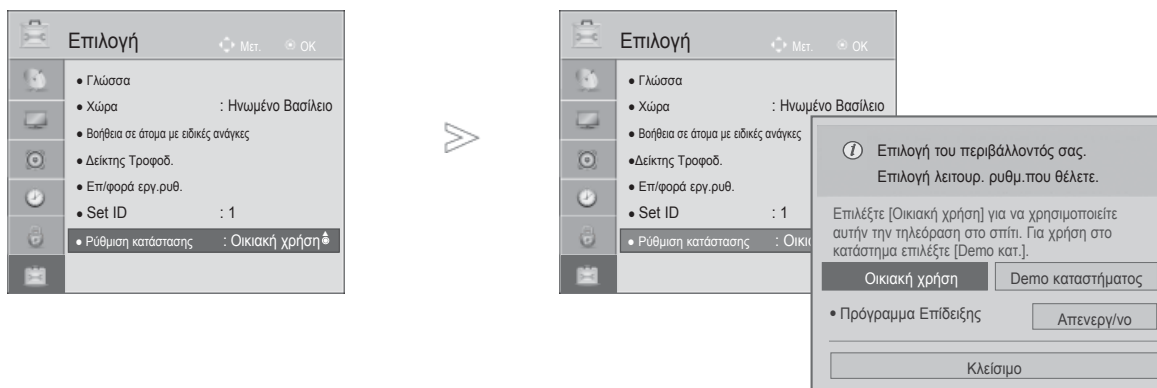 Επιλογή Μετ. OK
● Γλώσσα
● Χώρα : Ηνωμένο Βασίλειο
● Βοήθεια σε άτομα με ειδικές ανάγκες
● Δείκτης Τροφοδ.
● Επ/φορά εργ.ρυθ.
● Set ID : 1
● Ρύθμιση κατάστασης : Οικιακή χρήση
Επιλογή Μετ. OK
● Γλώσσα
● Χώρα : Ηνωμένο Βασίλειο
● Βοήθεια σε άτομα με ειδικές ανάγκες
●Δείκτης Τροφοδ.
● Επ/φορά εργ.ρυθ.
● Set ID : 1
● Ρύθμιση κατάστασης : Οικι
Επιλογή του περιβάλλοντός σας.
Επιλογή λειτουρ. ρυθμ.που θέλετε.
Επιλέξτε [Οικιακή χρήση] για να χρησιμοποιείτε
αυτήν την τηλεόραση στο σπίτι. Για χρήση στο
κατάστημα επιλέξτε [Demo κατ.].
Οικιακή χρήση Demo καταστήματος
● Πρόγραμμα Επίδειξης Απενεργ/νο
Κλείσιμο